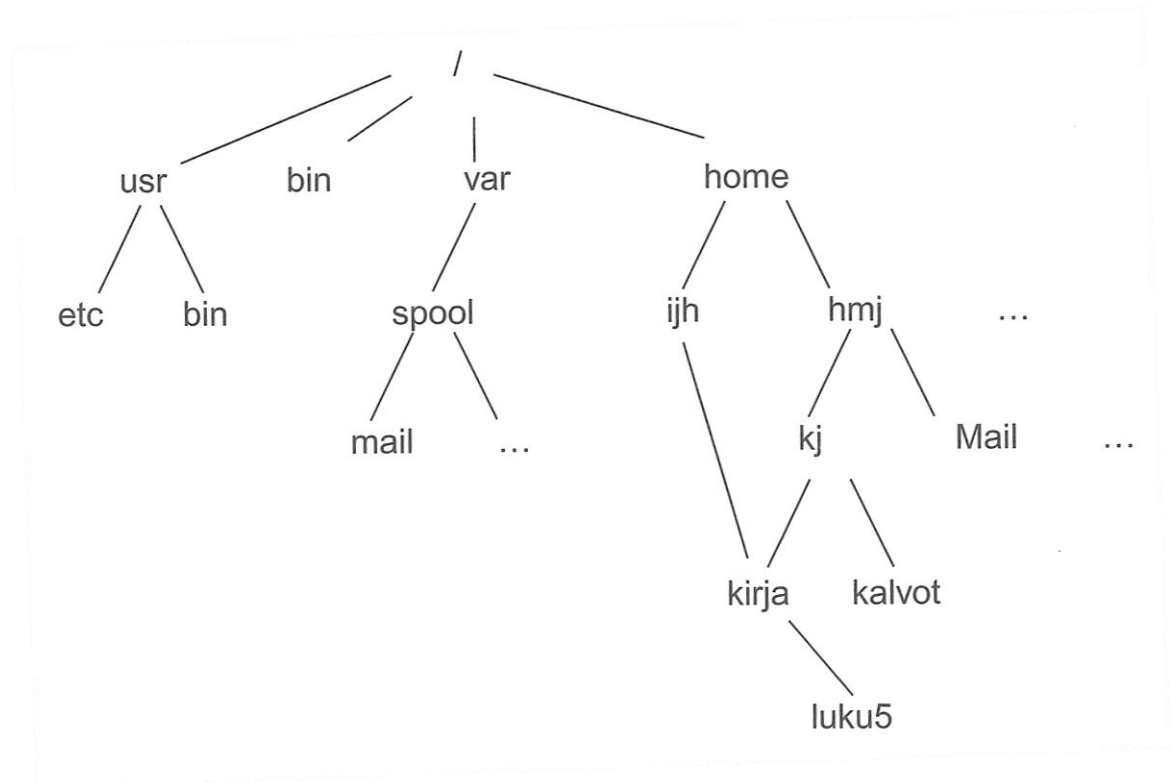 /
usr bin var home
etc bin spool ijh hmj ...
mail ... kj Mail ...
kirja kalvot
luku5